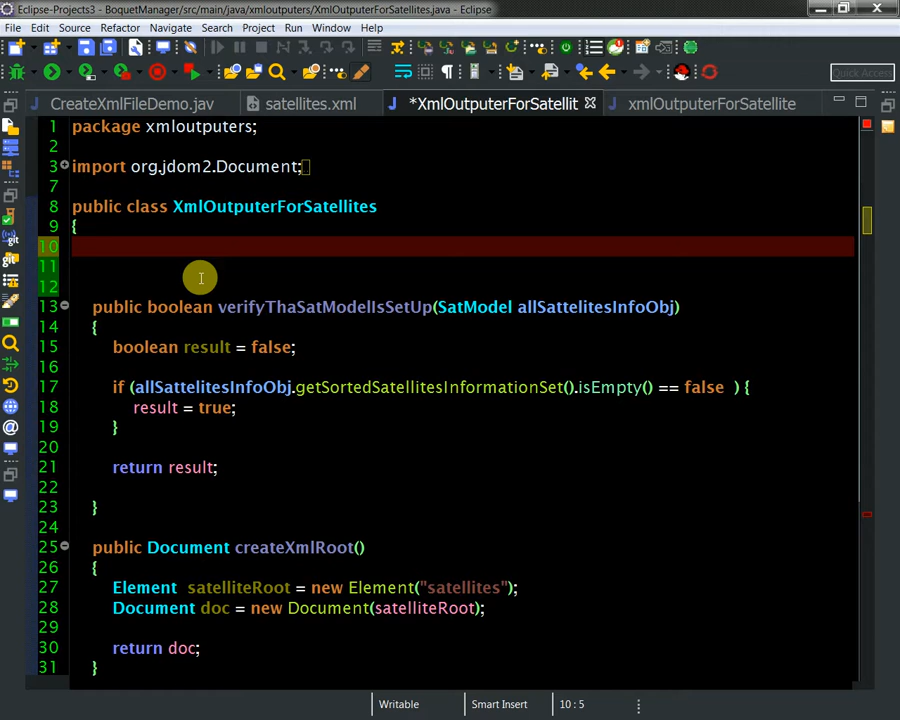 Eclipse-Projects3 - BoquetManager/src/main/java/xmloutputers/XmlOutputerForSatellites.java - Eclipse
File Edit Source Refactor Navigate Search Project Run Window Help
Quick Access
CreateXmlFileDemo.jav satellites.xml *XmlOutputerForSatellit xmlOutputerForSatellite
1 package xmloutputers;
2
3 import org.jdom2.Document;
7
8 public class XmlOutputerForSatellites
9 {
10
11
12
13 public boolean verifyThaSatModelIsSetUp(SatModel allSattelitesInfoObj)
14 {
15 boolean result = false;
16
17 if (allSattelitesInfoObj.getSortedSatellitesInformationSet().isEmpty() == false ) {
18 result = true;
19 }
20
21 return result;
22
23 }
24
25 public Document createXmlRoot()
26 {
27 Element satelliteRoot = new Element("satellites");
28 Document doc = new Document(satelliteRoot);
29
30 return doc;
31 }
Writable Smart Insert 10 : 5